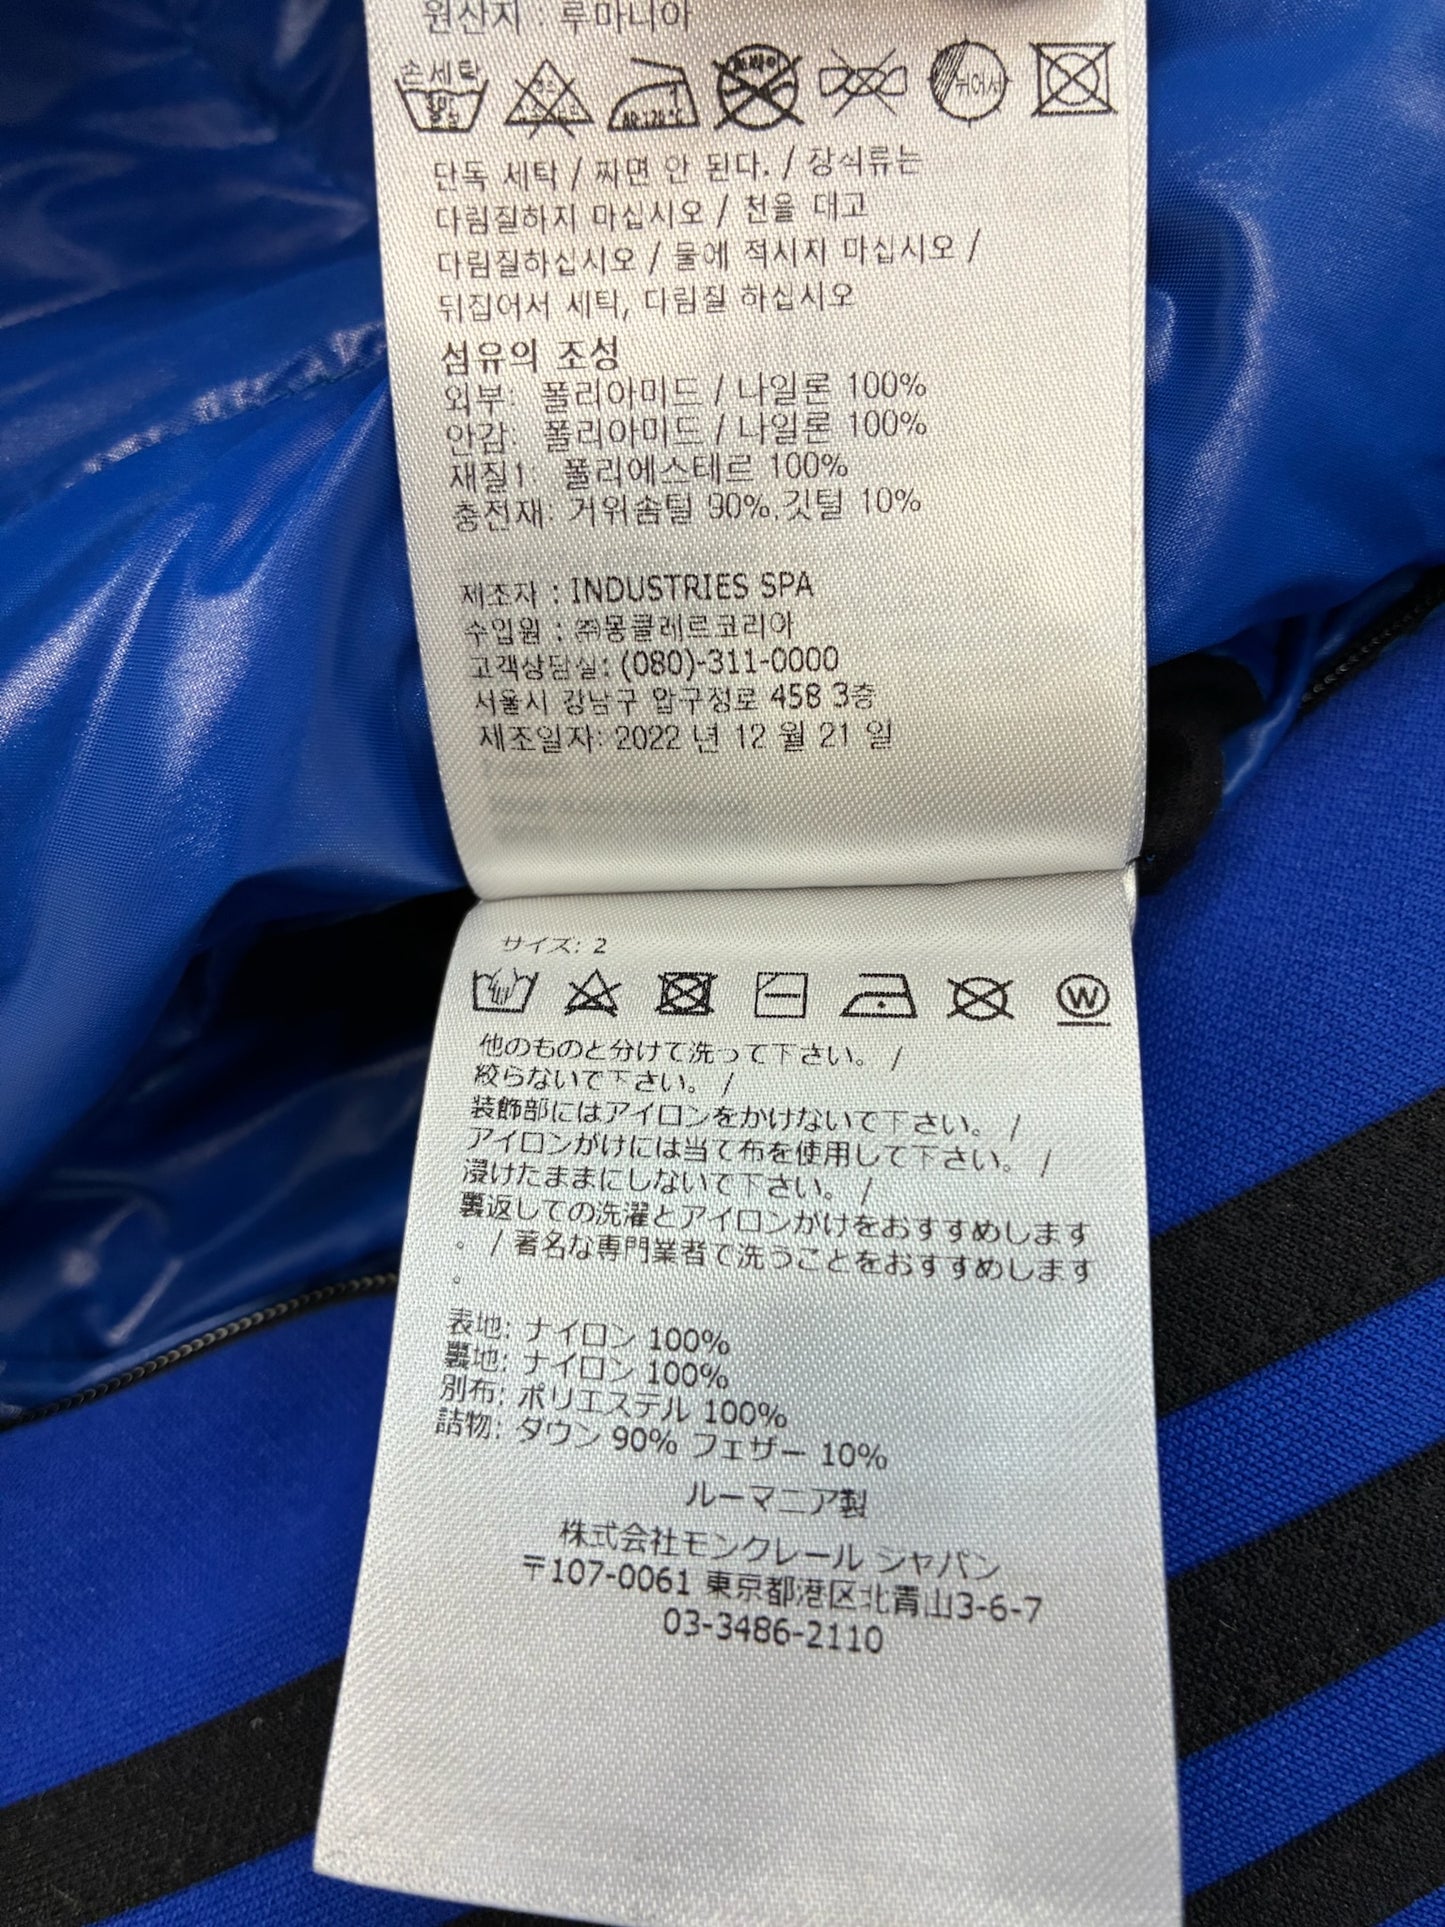 원산지 : 루마니아
손세탁
80-120°C
드라이
뉘어서
단독 세탁 / 짜면 안 된다. / 장식류는
다림질하지 마십시오 / 천을 대고
다림질하십시오 / 물에 적시지 마십시오 /
뒤집어서 세탁, 다림질 하십시오
섬유의 조성
외부: 폴리아미드 / 나일론 100%
안감: 폴리아미드 / 나일론 100%
재질1: 폴리에스테르 100%
충전재: 거위솜털 90%,깃털 10%
제조자 : INDUSTRIES SPA
수입원 : ㈜몽클레르코리아
고객상담실: (080)-311-0000
서울시 강남구 압구정로 458 3층
제조일자: 2022 년 12 월 21 일
サイズ: 2
W
他のものと分けて洗って下さい。 /
絞らないで下さい。 /
装飾部にはアイロンをかけないで下さい。 /
アイロンがけには当て布を使用して下さい。 /
浸けたままにしないで下さい。 /
裏返しての洗濯とアイロンがけをおすすめします
。 / 著名な専門業者で洗うことをおすすめします
。
表地: ナイロン 100%
裏地: ナイロン 100%
別布: ポリエステル 100%
詰物: ダウン 90% フェザー 10%
ルーマニア製
株式会社モンクレール ジャパン
〒107-0061 東京都港区北青山3-6-7
03-3486-2110